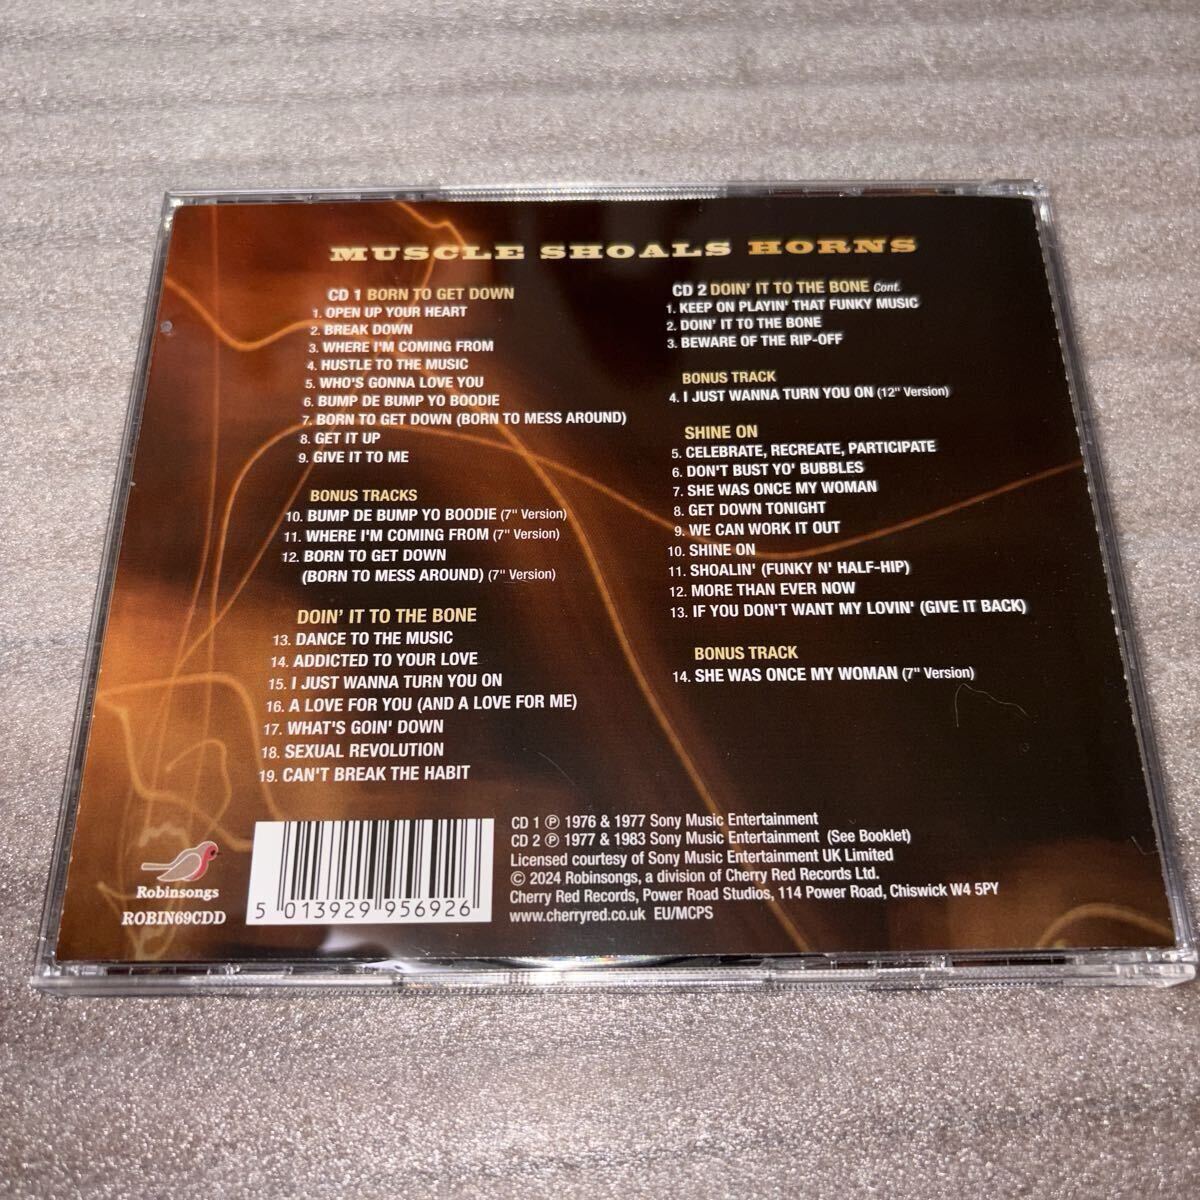 MUSCLE SHOALS HORNS
CD 1 BORN TO GET DOWN
1. OPEN UP YOUR HEART
2. BREAK DOWN
3. WHERE I'M COMING FROM
4. HUSTLE TO THE MUSIC
5. WHO'S GONNA LOVE YOU
6. BUMP DE BUMP YO BOODIE
7. BORN TO GET DOWN (BORN TO MESS AROUND)
8. GET IT UP
9. GIVE IT TO ME
BONUS TRACKS
10. BUMP DE BUMP YO BOODIE (7" Version)
11. WHERE I'M COMING FROM (7" Version)
12. BORN TO GET DOWN
(BORN TO MESS AROUND) (7" Version)
DOIN' IT TO THE BONE
13. DANCE TO THE MUSIC
14. ADDICTED TO YOUR LOVE
15. I JUST WANNA TURN YOU ON
16. A LOVE FOR YOU (AND A LOVE FOR ME)
17. WHAT'S GOIN' DOWN
18. SEXUAL REVOLUTION
19. CAN'T BREAK THE HABIT
CD 2 DOIN' IT TO THE BONE Cont.
1. KEEP ON PLAYIN' THAT FUNKY MUSIC
2. DOIN' IT TO THE BONE
3. BEWARE OF THE RIP-OFF
BONUS TRACK
4. I JUST WANNA TURN YOU ON (12" Version)
SHINE ON
5. CELEBRATE, RECREATE, PARTICIPATE
6. DON'T BUST YO' BUBBLES
7. SHE WAS ONCE MY WOMAN
8. GET DOWN TONIGHT
9. WE CAN WORK IT OUT
10. SHINE ON
11. SHOALIN' (FUNKY N' HALF-HIP)
12. MORE THAN EVER NOW
13. IF YOU DON'T WANT MY LOVIN' (GIVE IT BACK)
BONUS TRACK
14. SHE WAS ONCE MY WOMAN (7" Version)
Robinsongs
ROBIN69CDD
5 013929 956926
CD 1 ℗ 1976 & 1977 Sony Music Entertainment
CD 2 ℗ 1977 & 1983 Sony Music Entertainment (See Booklet)
Licensed courtesy of Sony Music Entertainment UK Limited
© 2024 Robinsongs, a division of Cherry Red Records Ltd.
Cherry Red Records, Power Road Studios, 114 Power Road, Chiswick W4 5PY
www.cherryred.co.uk EU/MCPS